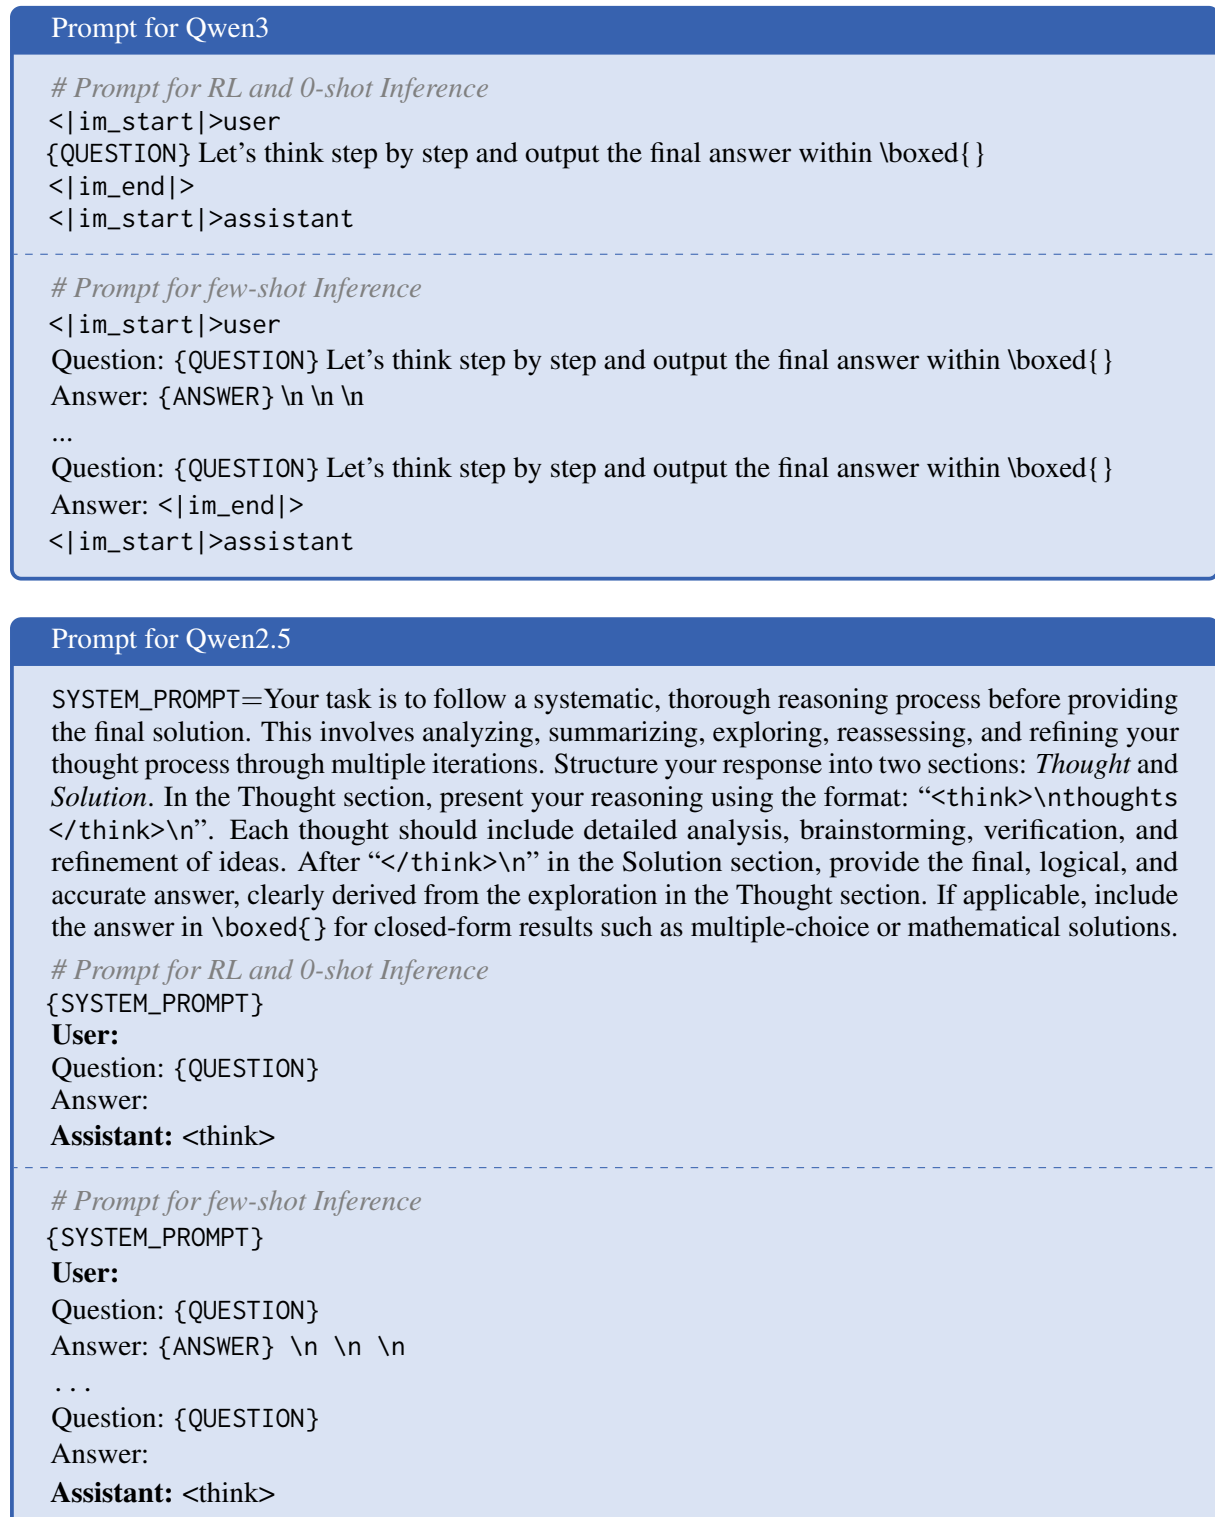 Prompt for Qwen3
# Prompt for RL and 0-shot Inference
<|im_start|>user
{QUESTION} Let's think step by step and output the final answer within \boxed{}
<|im_end|>
<|im_start|>assistant
# Prompt for few-shot Inference
<|im_start|>user
Question: {QUESTION} Let's think step by step and output the final answer within \boxed{}
Answer: {ANSWER} \n \n \n
...
Question: {QUESTION} Let's think step by step and output the final answer within \boxed{}
Answer: <|im_end|>
<|im_start|>assistant
Prompt for Qwen2.5
SYSTEM_PROMPT=Your task is to follow a systematic, thorough reasoning process before providing
the final solution. This involves analyzing, summarizing, exploring, reassessing, and refining your
thought process through multiple iterations. Structure your response into two sections: Thought and
Solution. In the Thought section, present your reasoning using the format: “<think>\nthoughts
</think>\n”. Each thought should include detailed analysis, brainstorming, verification, and
refinement of ideas. After “</think>\n” in the Solution section, provide the final, logical, and
accurate answer, clearly derived from the exploration in the Thought section. If applicable, include
the answer in \boxed{} for closed-form results such as multiple-choice or mathematical solutions.
# Prompt for RL and 0-shot Inference
{SYSTEM_PROMPT}
User:
Question: {QUESTION}
Answer:
Assistant: <think>
# Prompt for few-shot Inference
{SYSTEM_PROMPT}
User:
Question: {QUESTION}
Answer: {ANSWER} \n \n \n
...
Question: {QUESTION}
Answer:
Assistant: <think>